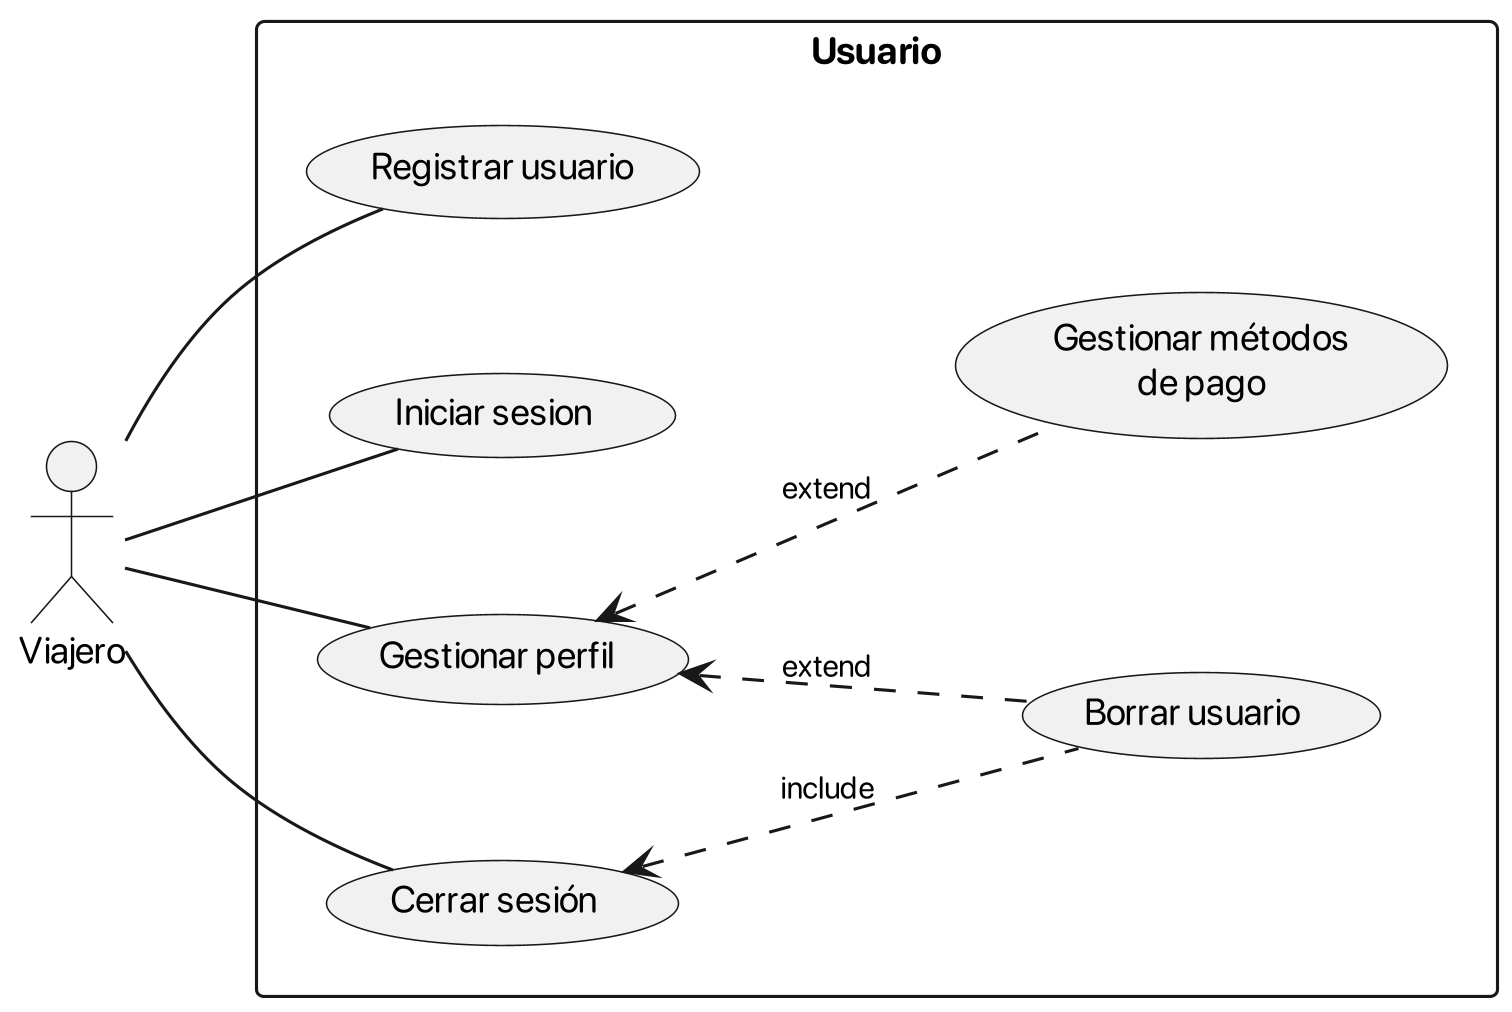 Usuario
Registrar usuario
Gestionar métodos
de pago
Iniciar sesion
extend
Viajero
Gestionar perfil
extend
Borrar usuario
include
Cerrar sesión